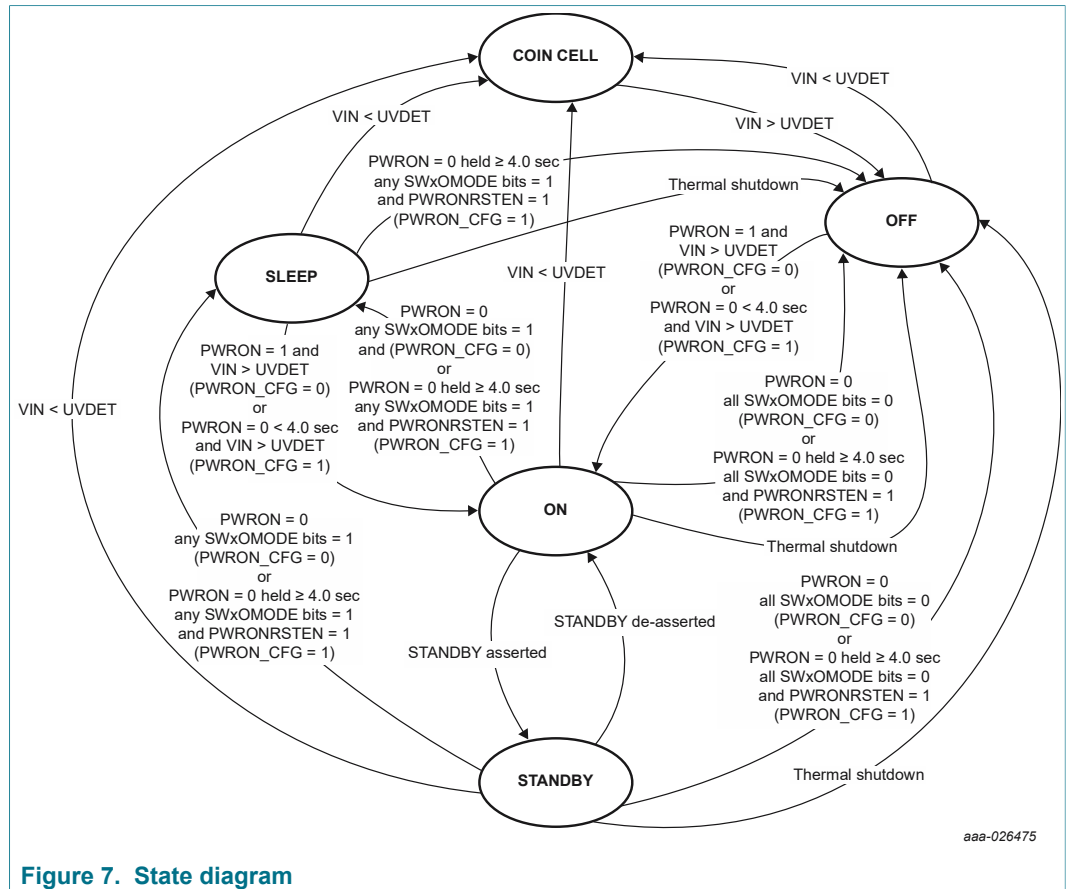 COIN CELL
VIN < UVDET
VIN < UVDET
VIN > UVDET
PWRON = 0 held ≥ 4.0 sec
any SWxOMODE bits = 1
and PWRONRSTEN = 1
(PWRON_CFG = 1)
Thermal shutdown
OFF
PWRON = 1 and
VIN > UVDET
(PWRON_CFG = 0)
or
PWRON = 0 < 4.0 sec
and VIN > UVDET
(PWRON_CFG = 1)
SLEEP
VIN < UVDET
PWRON = 0
any SWxOMODE bits = 1
and (PWRON_CFG = 0)
or
PWRON = 0 held ≥ 4.0 sec
any SWxOMODE bits = 1
and PWRONRSTEN = 1
(PWRON_CFG = 1)
PWRON = 1 and
VIN > UVDET
(PWRON_CFG = 0)
or
PWRON = 0 < 4.0 sec
and VIN > UVDET
(PWRON_CFG = 1)
VIN < UVDET
PWRON = 0
all SWxOMODE bits = 0
(PWRON_CFG = 0)
or
PWRON = 0 held ≥ 4.0 sec
all SWxOMODE bits = 0
and PWRONRSTEN = 1
(PWRON_CFG = 1)
ON
Thermal shutdown
PWRON = 0
any SWxOMODE bits = 1
(PWRON_CFG = 0)
or
PWRON = 0 held ≥ 4.0 sec
any SWxOMODE bits = 1
and PWRONRSTEN = 1
(PWRON_CFG = 1)
STANDBY asserted
STANDBY de-asserted
PWRON = 0
all SWxOMODE bits = 0
(PWRON_CFG = 0)
or
PWRON = 0 held ≥ 4.0 sec
all SWxOMODE bits = 0
and PWRONRSTEN = 1
(PWRON_CFG = 1)
STANDBY
Thermal shutdown
aaa-026475
Figure 7. State diagram